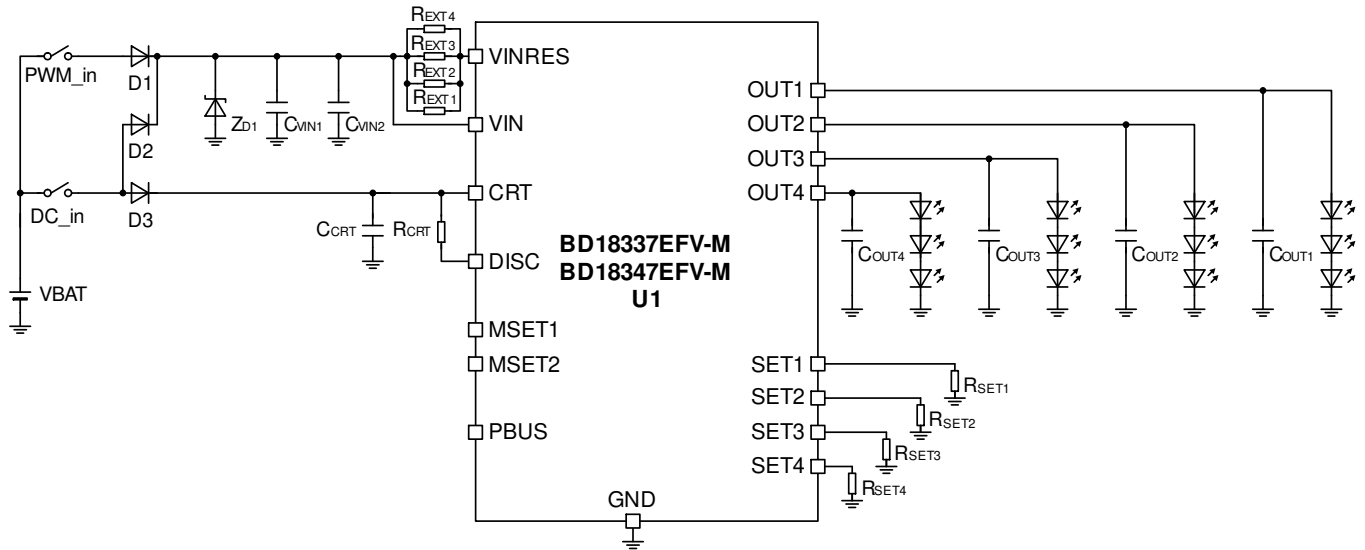 REXT4
REXT3
REXT2
REXT1
VINRES
PWM_in
D1
D2
ZD1
CVIN1
CVIN2
VIN
CRT
DC_in
D3
CCRT
RCRT
DISC
VBAT
MSET1
MSET2
PBUS
GND
BD18337EFV-M
BD18347EFV-M
U1
OUT1
OUT2
OUT3
OUT4
COUT4
COUT3
COUT2
COUT1
SET1
RSET1
SET2
RSET2
SET3
RSET3
SET4
RSET4